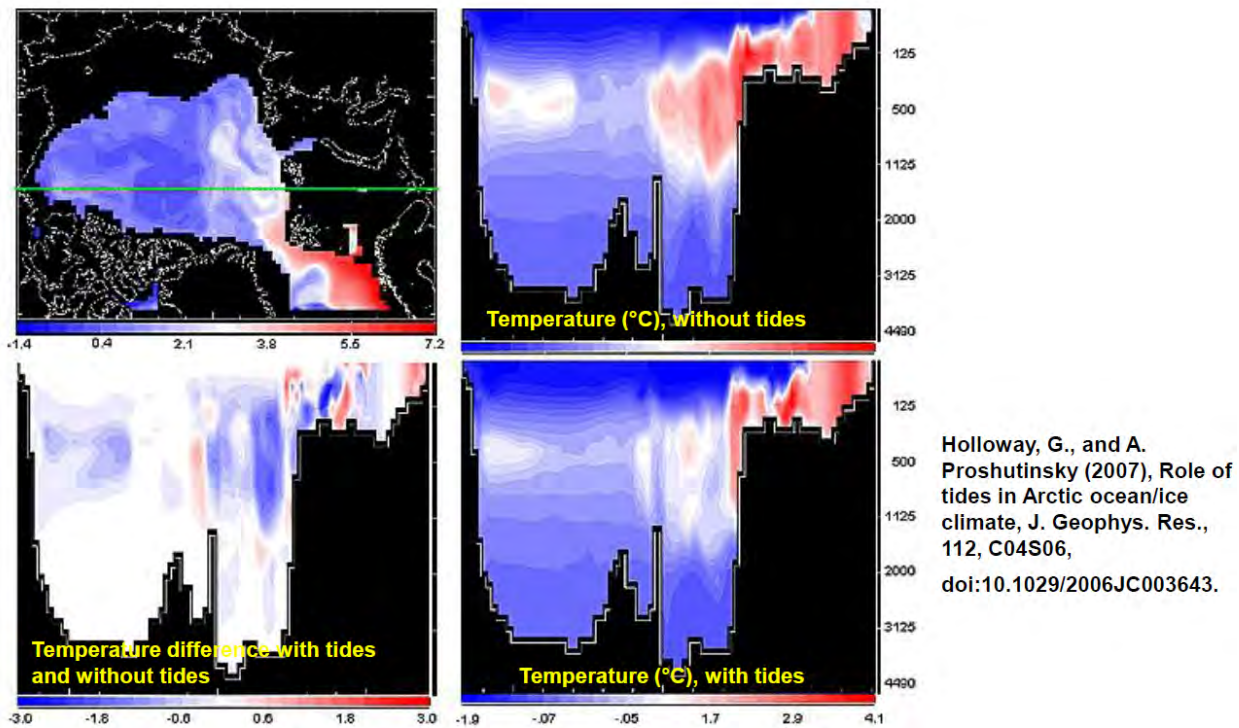 125
500
1125
2000
3125
4490
Temperature (°C), without tides
-1.4 0.4 2.1 3.8 5.5 7.2
125
500
1125
2000
3125
4490
Temperature difference with tides
and without tides
Temperature (°C), with tides
-3.0 -1.8 -0.0 0.6 1.8 3.0
-1.9 -.07 -.05 1.7 2.9 4.1
Holloway, G., and A.
Proshutinsky (2007), Role of
tides in Arctic ocean/ice
climate, J. Geophys. Res.,
112, C04S06,
doi:10.1029/2006JC003643.